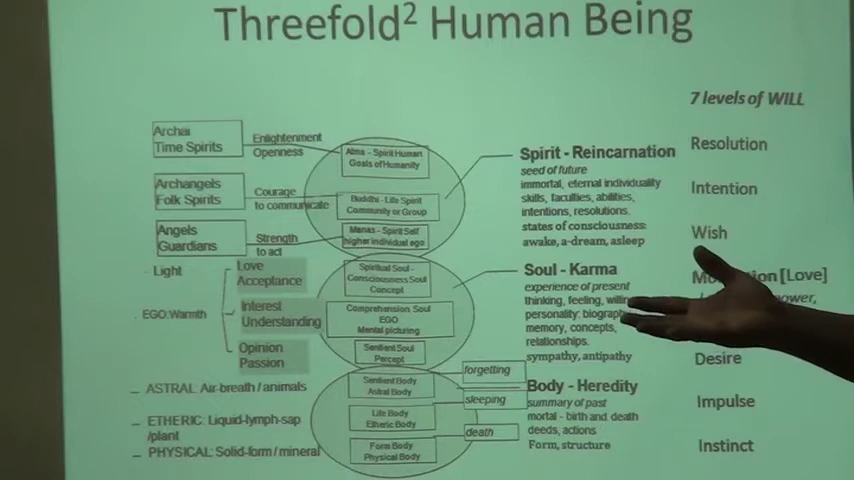 Threefold² Human Being
7 levels of WILL
Archai
Time Spirits
Enlightenment
Openness
Atma - Spirit Human
Goals of Humanity
Spirit - Reincarnation
seed of future
immortal, eternal individuality
skills, faculties, abilities,
intentions, resolutions.
states of consciousness:
awake, a-dream, asleep
Resolution
Archangels
Folk Spirits
Courage
to communicate
Buddhi - Life Spirit
Community or Group
Intention
Angels
Guardians
Strength
to act
Manas - Spirit Self
higher individual ego
Wish
Light
Love
Acceptance
Spiritual Soul -
Consciousness Soul
Concept
Soul - Karma
experience of present
thinking, feeling,
personality:
memory, concepts,
relationships.
sympathy, antipathy
[Love]
EGO:Warmth
Interest
Understanding
Comprehension Soul
EGO
Mental picturing
Opinion
Passion
Sentient Soul
Percept
Desire
ASTRAL: Air-breath / animals
Sentient Body
Astral Body
forgetting
Body - Heredity
summary of past
mortal - birth and death
deeds, actions
Form, structure
Impulse
ETHERIC: Liquid-lymph-sap
/plant
Life Body
Etheric Body
sleeping
PHYSICAL: Solid-form / mineral
Form Body
Physical Body
death
Instinct